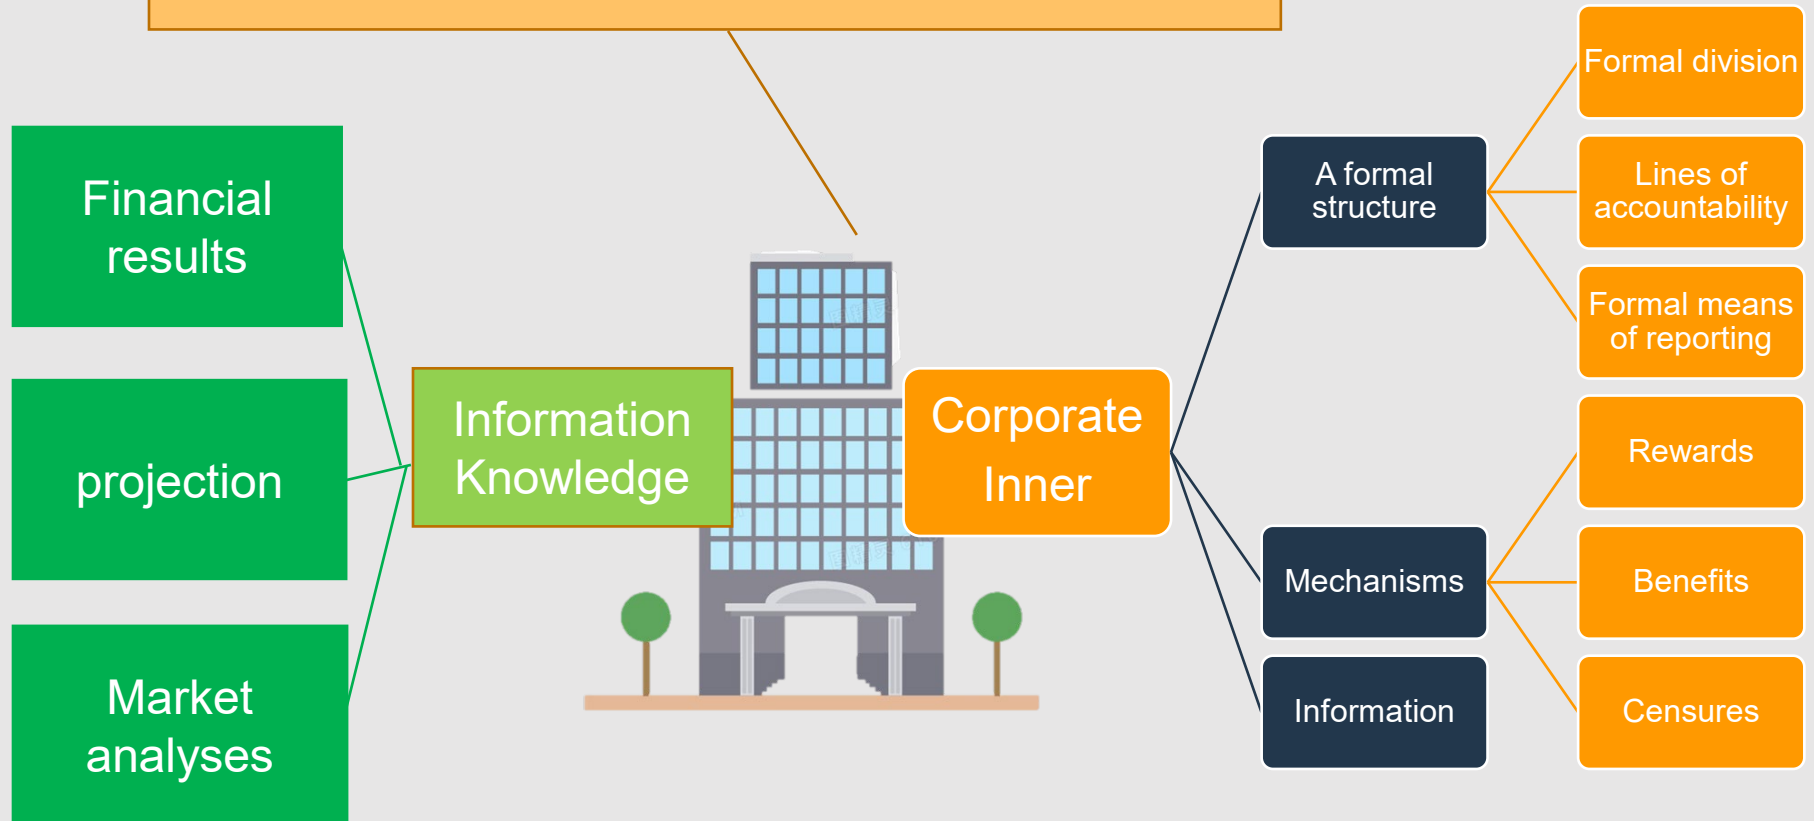 Financial
results
projection
Market
analyses
Information
Knowledge
Corporate
Inner
A formal
structure
Mechanisms
Information
Formal division
Lines of
accountability
Formal means
of reporting
Rewards
Benefits
Censures